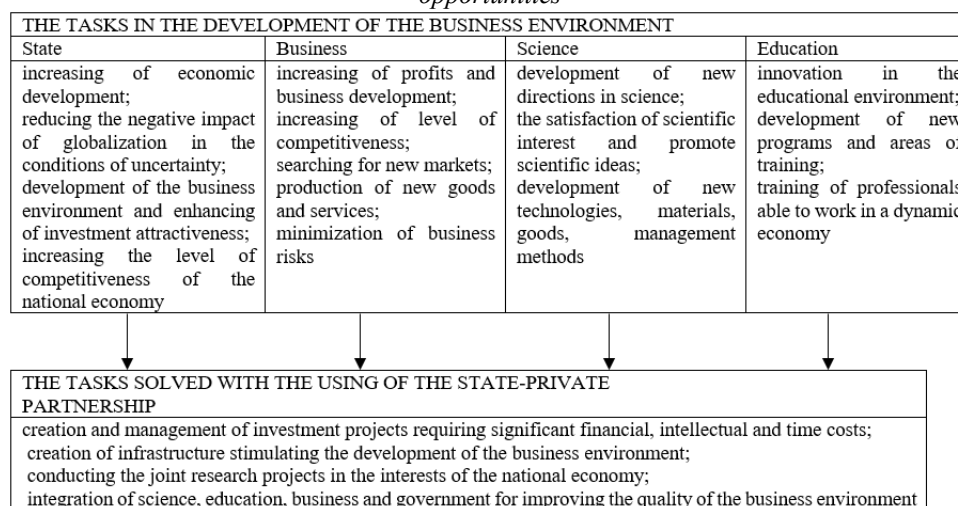 opportunities
THE TASKS IN THE DEVELOPMENT OF THE BUSINESS ENVIRONMENT
State
increasing of economic
development;
reducing the negative impact
of globalization in the
conditions of uncertainty;
development of the business
environment and enhancing
of investment attractiveness;
increasing the level of
competitiveness of the
national economy
Business
increasing of profits and
business development;
increasing of level of
competitiveness;
searching for new markets;
production of new goods
and services;
minimization of business
risks
Science
development of new
directions in science;
the satisfaction of scientific
interest and promote
scientific ideas;
development of new
technologies, materials,
goods, management
methods
Education
innovation in the
educational environment;
development of new
programs and areas of
training;
training of professionals
able to work in a dynamic
economy
THE TASKS SOLVED WITH THE USING OF THE STATE-PRIVATE
PARTNERSHIP
creation and management of investment projects requiring significant financial, intellectual and time costs;
creation of infrastructure stimulating the development of the business environment;
conducting the joint research projects in the interests of the national economy;
integration of science, education, business and government for improving the quality of the business environment